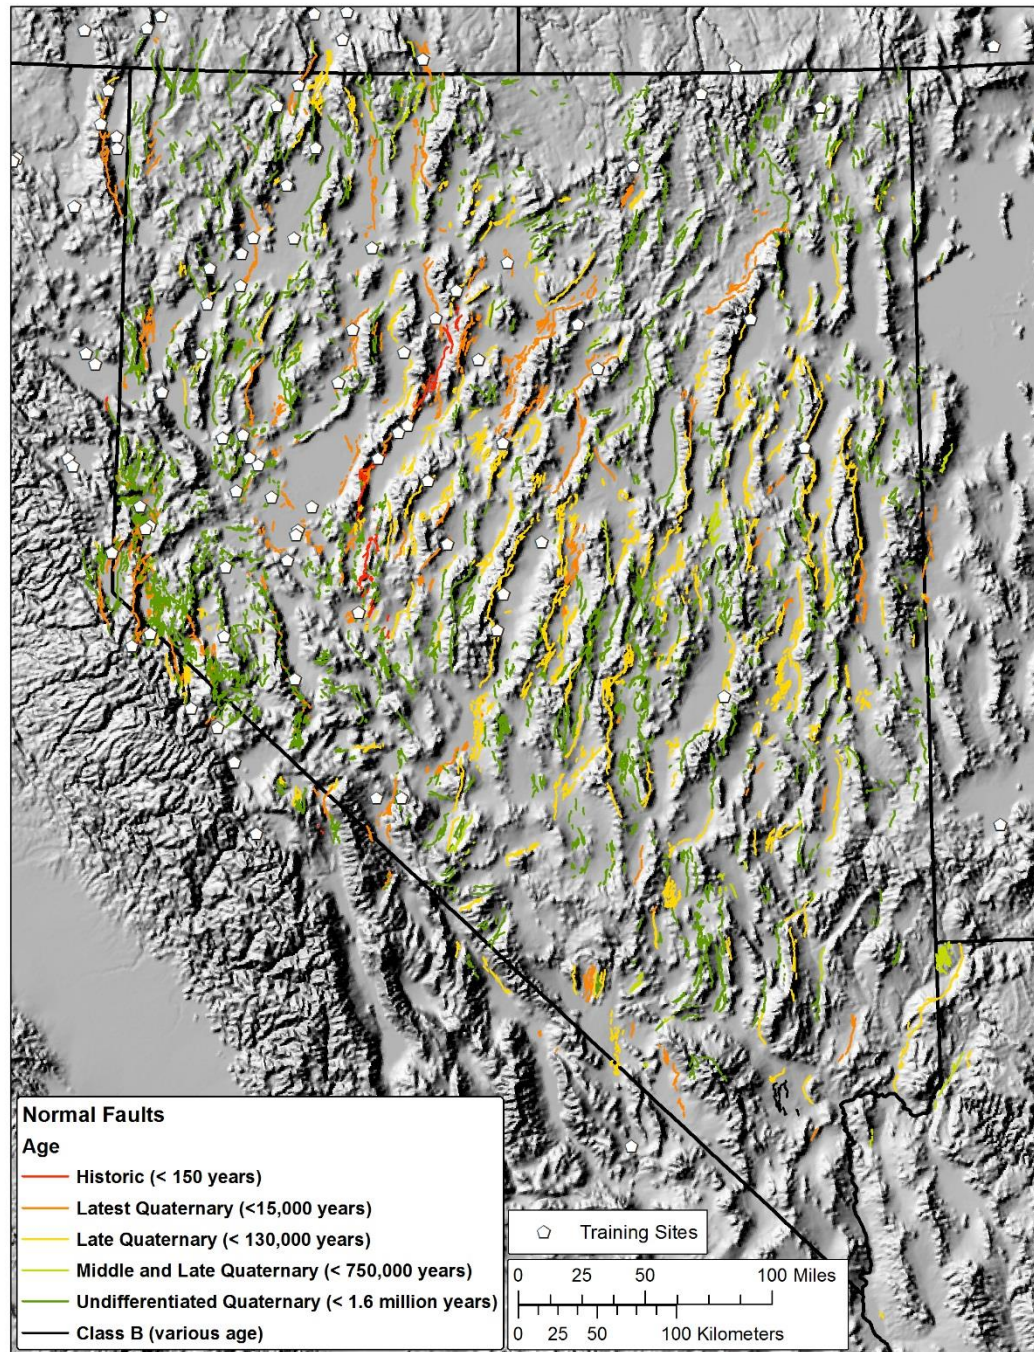 Normal Faults
Age
Historic (< 150 years)
Latest Quaternary (<15,000 years)
Late Quaternary (< 130,000 years)
Middle and Late Quaternary (< 750,000 years)
Undifferentiated Quaternary (< 1.6 million years)
Class B (various age)
Training Sites
0 25 50 100 Miles
0 25 50 100 Kilometers